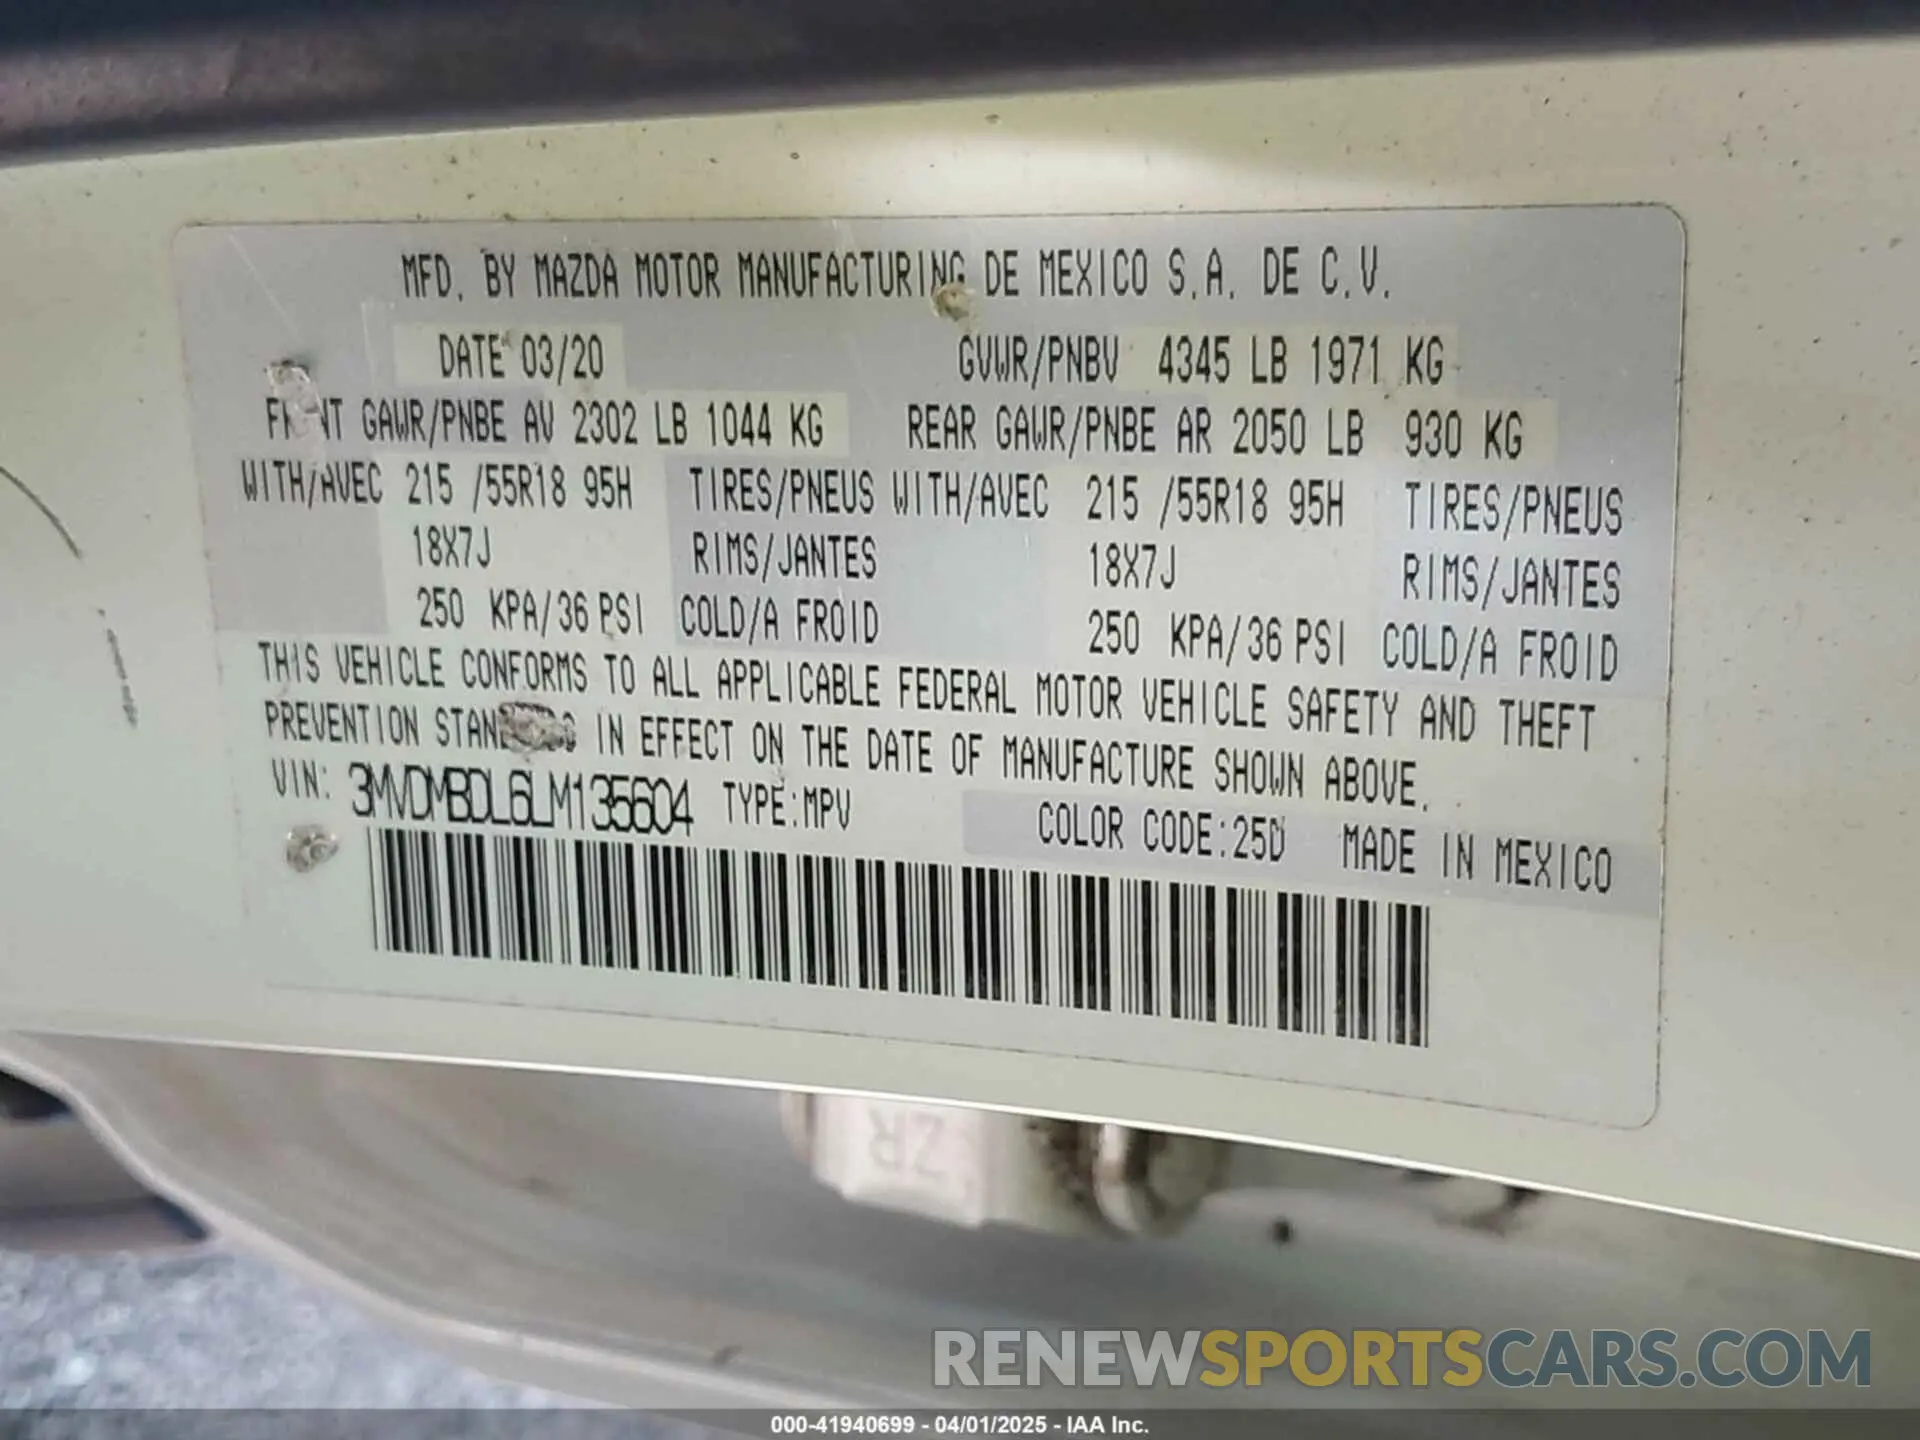 MFD. BY MAZDA MOTOR MANUFACTURING DE MEXICO S.A. DE C.V.
DATE 03/20 GVWR/PNBV 4345 LB 1971 KG
FRONT GAWR/PNBE AV 2302 LB 1044 KG REAR GAWR/PNBE AR 2050 LB 930 KG
WITH/AVEC 215 /55R18 95H TIRES/PNEUS WITH/AVEC 215 /55R18 95H TIRES/PNEUS
18X7J RIMS/JANTES 18X7J RIMS/JANTES
250 KPA/36 PSI COLD/A FROID 250 KPA/36 PSI COLD/A FROID
THIS VEHICLE CONFORMS TO ALL APPLICABLE FEDERAL MOTOR VEHICLE SAFETY AND THEFT
PREVENTION STANDARDS IN EFFECT ON THE DATE OF MANUFACTURE SHOWN ABOVE.
VIN: 3MVDMBDL6LM135604 TYPE:MPV COLOR CODE:25D MADE IN MEXICO
ZR
RENEWSPORTSCARS.COM
000-41940699 - 04/01/2025 - IAA Inc.